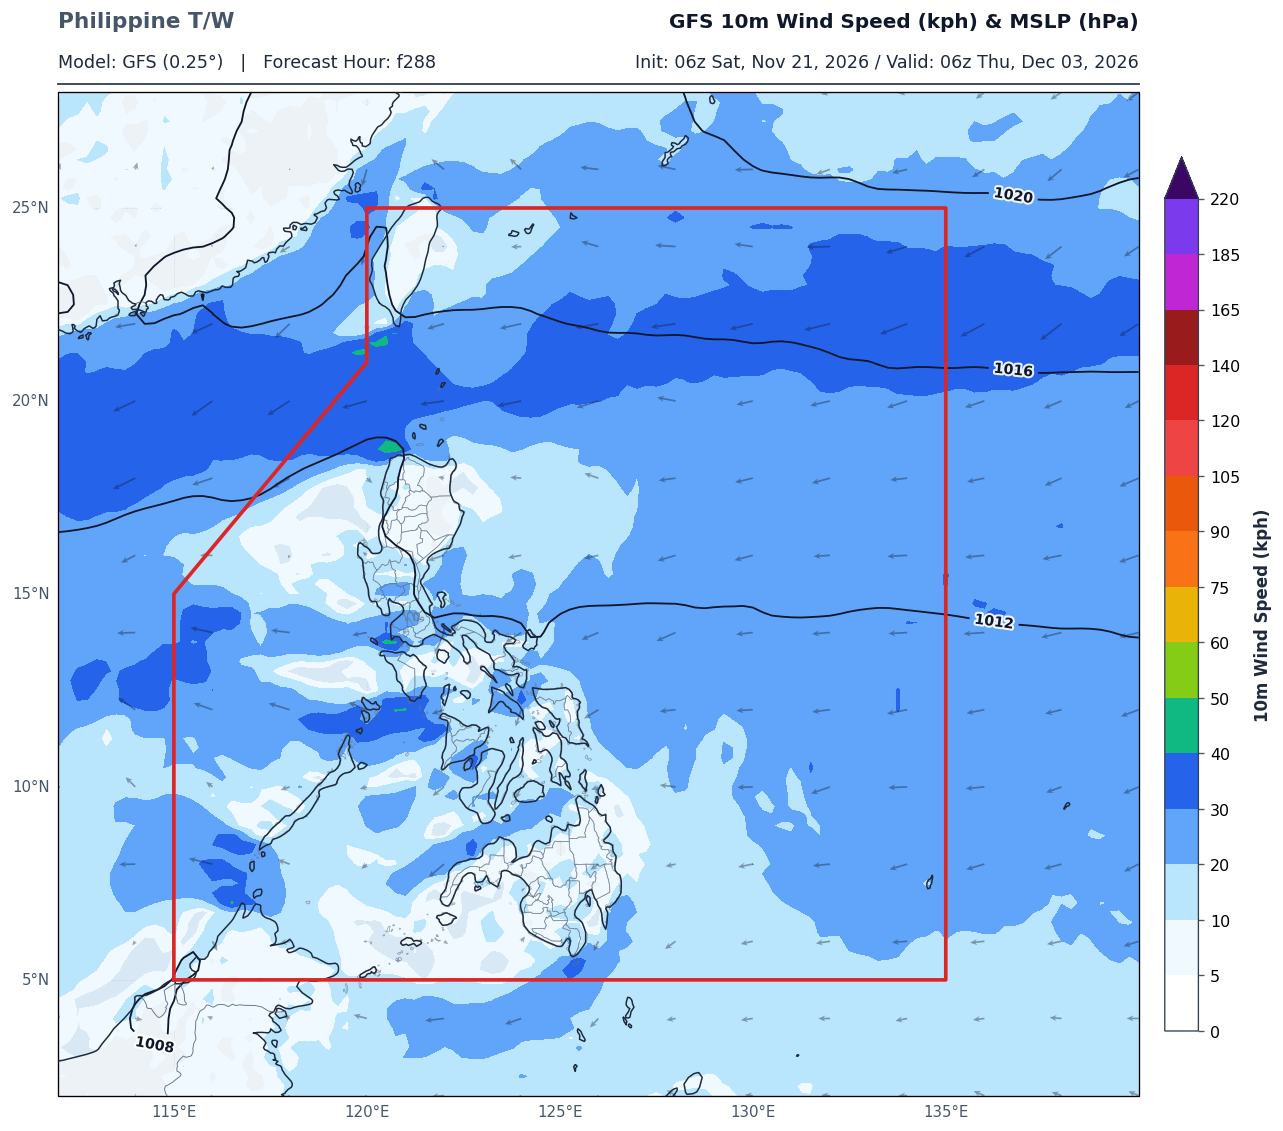 Philippine T/W
GFS 10m Wind Speed (kph) & MSLP (hPa)
Model: GFS (0.25°)   |   Forecast Hour: f288
Init: 06z Sat, Nov 21, 2026 / Valid: 06z Thu, Dec 03, 2026
25°N
20°N
15°N
10°N
5°N
115°E
120°E
125°E
130°E
135°E
1020
1016
1012
1008
220
185
165
140
120
105
90
75
60
50
40
30
20
10
5
0
10m Wind Speed (kph)